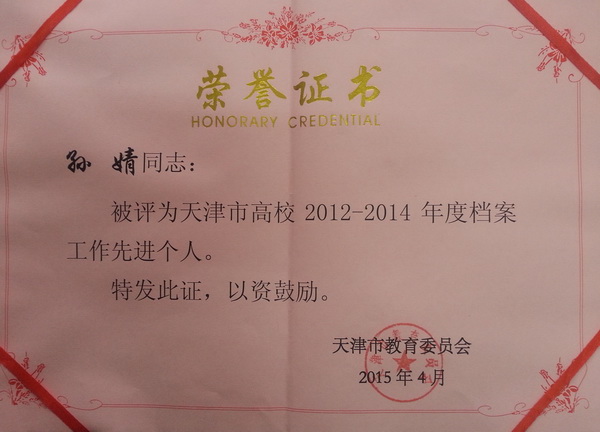 荣誉证书
HONORARY CREDENTIAL
孙 婧同志：
被评为天津市高校 2012-2014 年度档案
工作先进个人。
特发此证，以资鼓励。
天津市教育委员会
2015 年 4 月